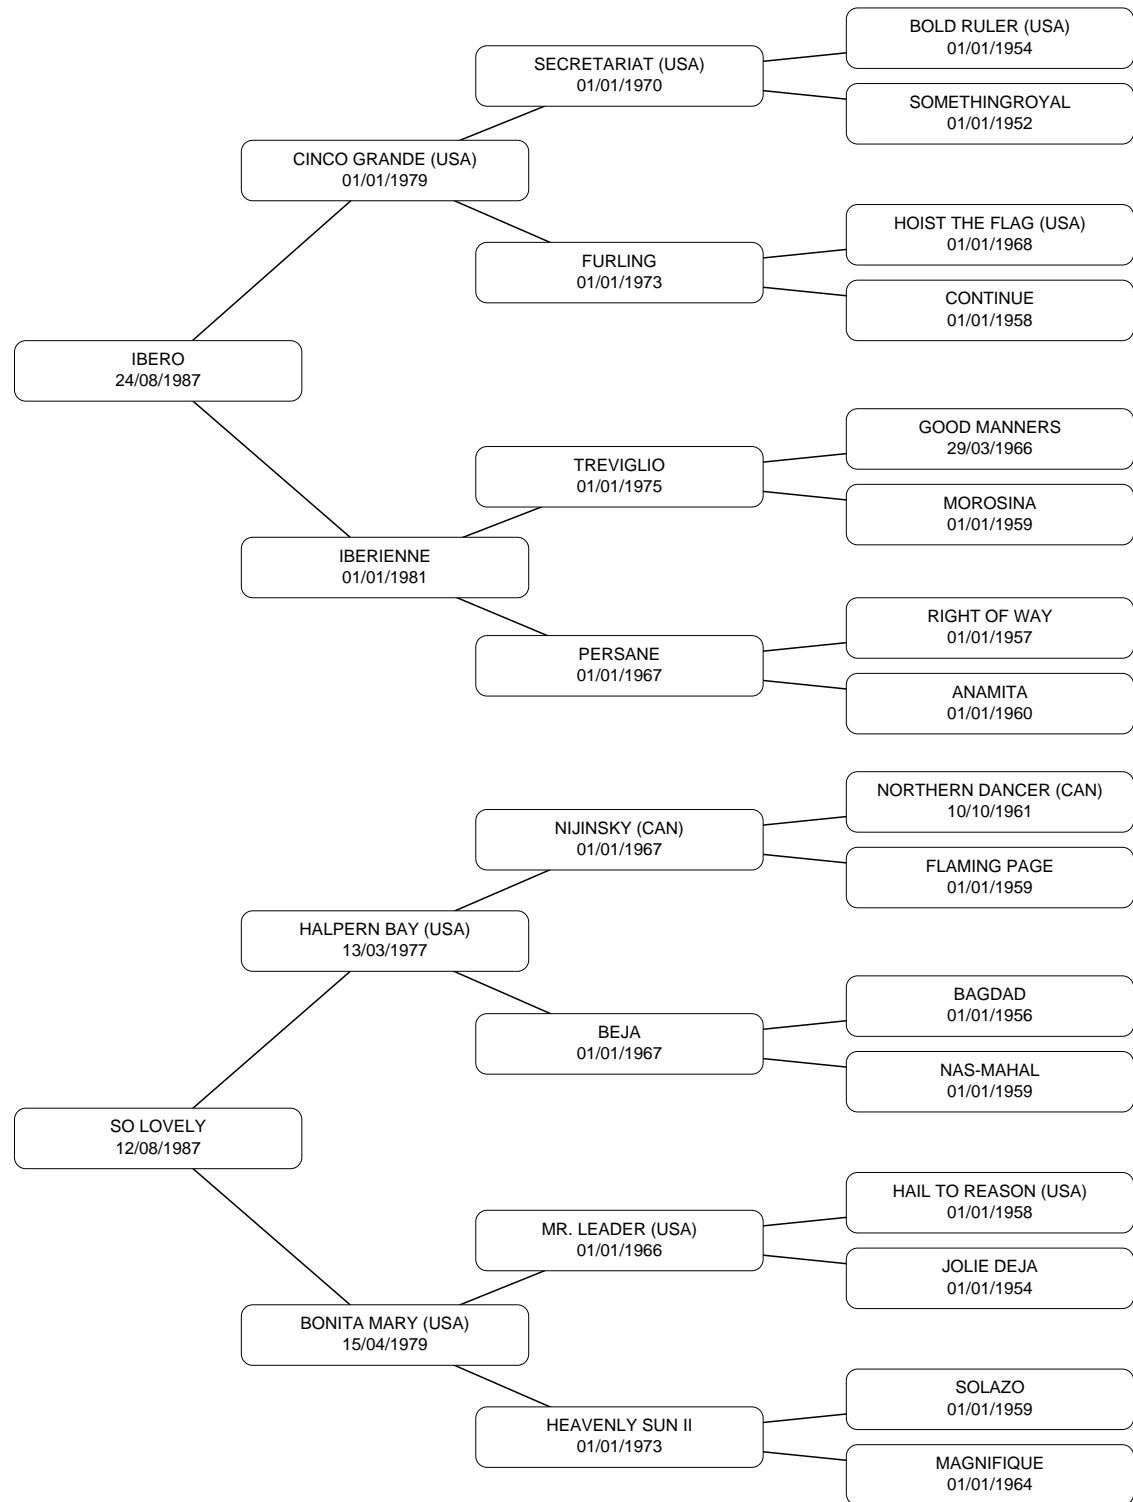 BOLD RULER (USA)
01/01/1954
SECRETARIAT (USA)
01/01/1970
SOMETHINGROYAL
01/01/1952
CINCO GRANDE (USA)
01/01/1979
HOIST THE FLAG (USA)
01/01/1968
FURLING
01/01/1973
CONTINUE
01/01/1958
IBERO
24/08/1987
GOOD MANNERS
29/03/1966
TREVIGLIO
01/01/1975
MOROSINA
01/01/1959
IBERIENNE
01/01/1981
RIGHT OF WAY
01/01/1957
PERSANE
01/01/1967
ANAMITA
01/01/1960
NORTHERN DANCER (CAN)
10/10/1961
NIJINSKY (CAN)
01/01/1967
FLAMING PAGE
01/01/1959
HALPERN BAY (USA)
13/03/1977
BAGDAD
01/01/1956
BEJA
01/01/1967
NAS-MAHAL
01/01/1959
SO LOVELY
12/08/1987
HAIL TO REASON (USA)
01/01/1958
MR. LEADER (USA)
01/01/1966
JOLIE DEJA
01/01/1954
BONITA MARY (USA)
15/04/1979
SOLAZO
01/01/1959
HEAVENLY SUN II
01/01/1973
MAGNIFIQUE
01/01/1964